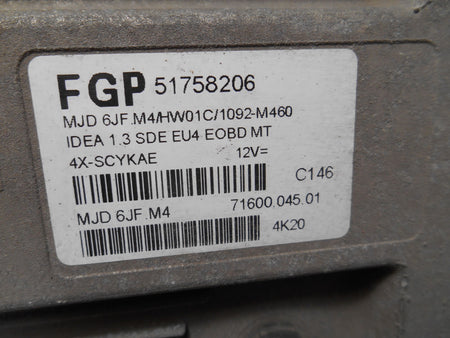 FGP 51758206
MJD 6JF.M4/HW01C/1092-M460
IDEA 1.3 SDE EU4 EOBD MT
4X-SCYKAE 12V=
C146
MJD 6JF.M4 71600.045.01
4K20